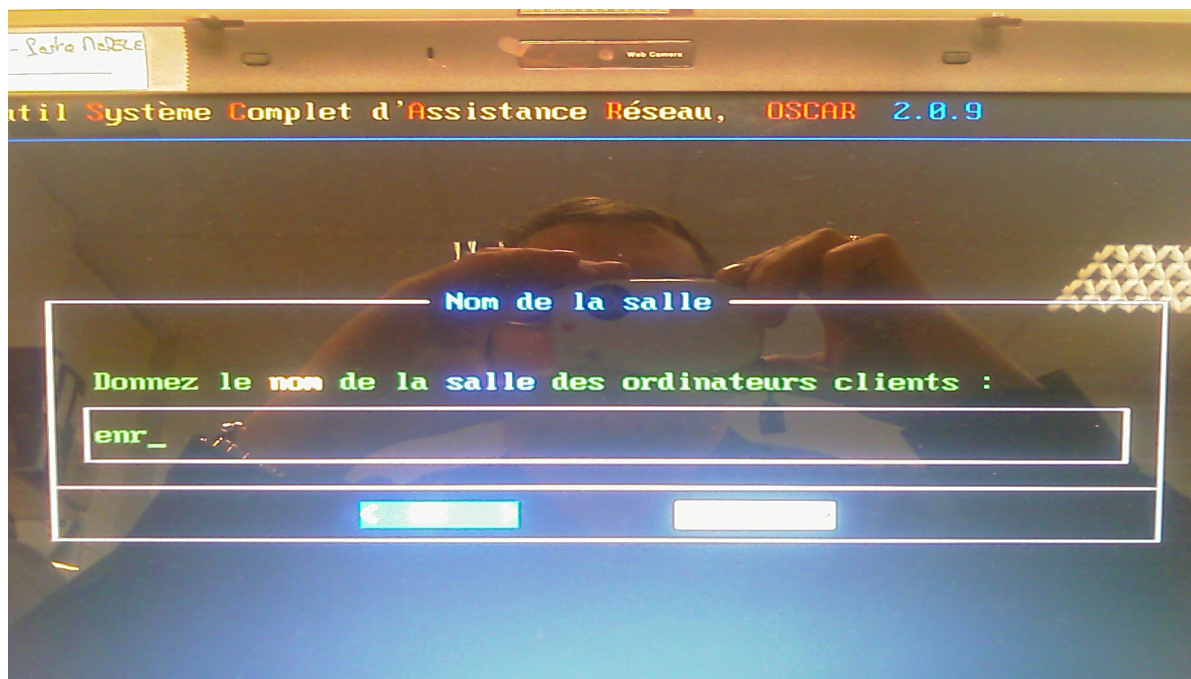 Web Camera
util Système Complet d'Assistance Réseau, OSCAR 2.0.9
Nom de la salle
Donnez le nom de la salle des ordinateurs clients :
enr_